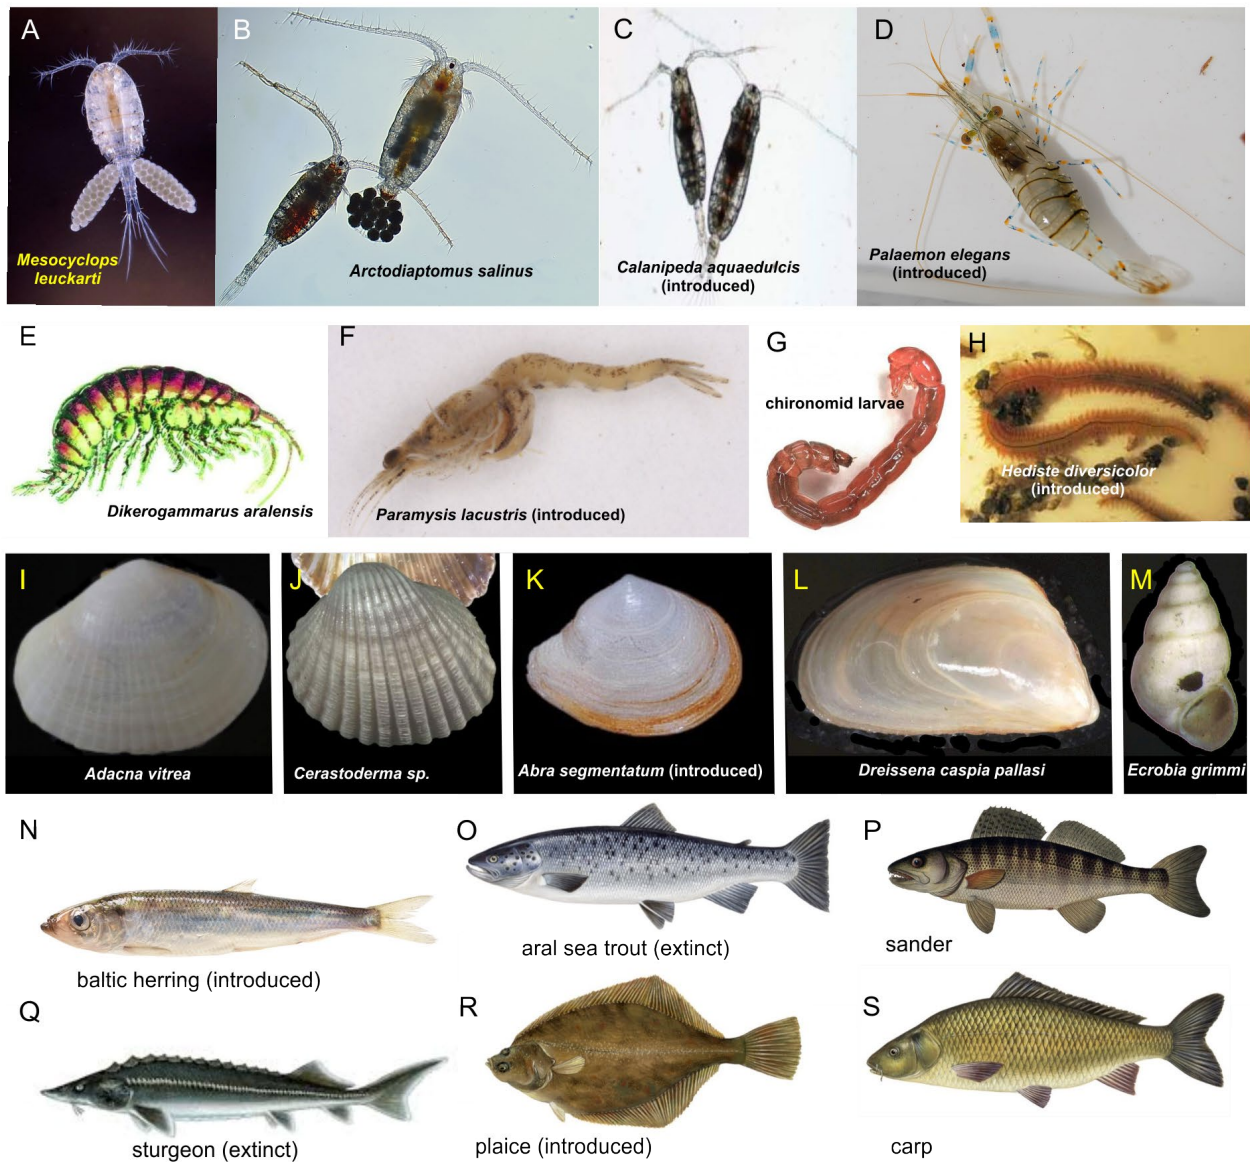 A
B
C
D
Mesocyclops
leuckarti
Arctodiaptomus salinus
Calanipeda aquaedulcis
(introduced)
Palaemon elegans
(introduced)
E
F
G
H
chironomid larvae
Dikerogammarus aralensis
Paramysis lacustris (introduced)
Hediste diversicolor
(introduced)
I
J
K
L
M
Adacna vitrea
Cerastoderma sp.
Abra segmentatum (introduced)
Dreissena caspia pallasi
Ecrobia grimmi
N
O
P
baltic herring (introduced)
aral sea trout (extinct)
sander
Q
R
S
sturgeon (extinct)
plaice (introduced)
carp